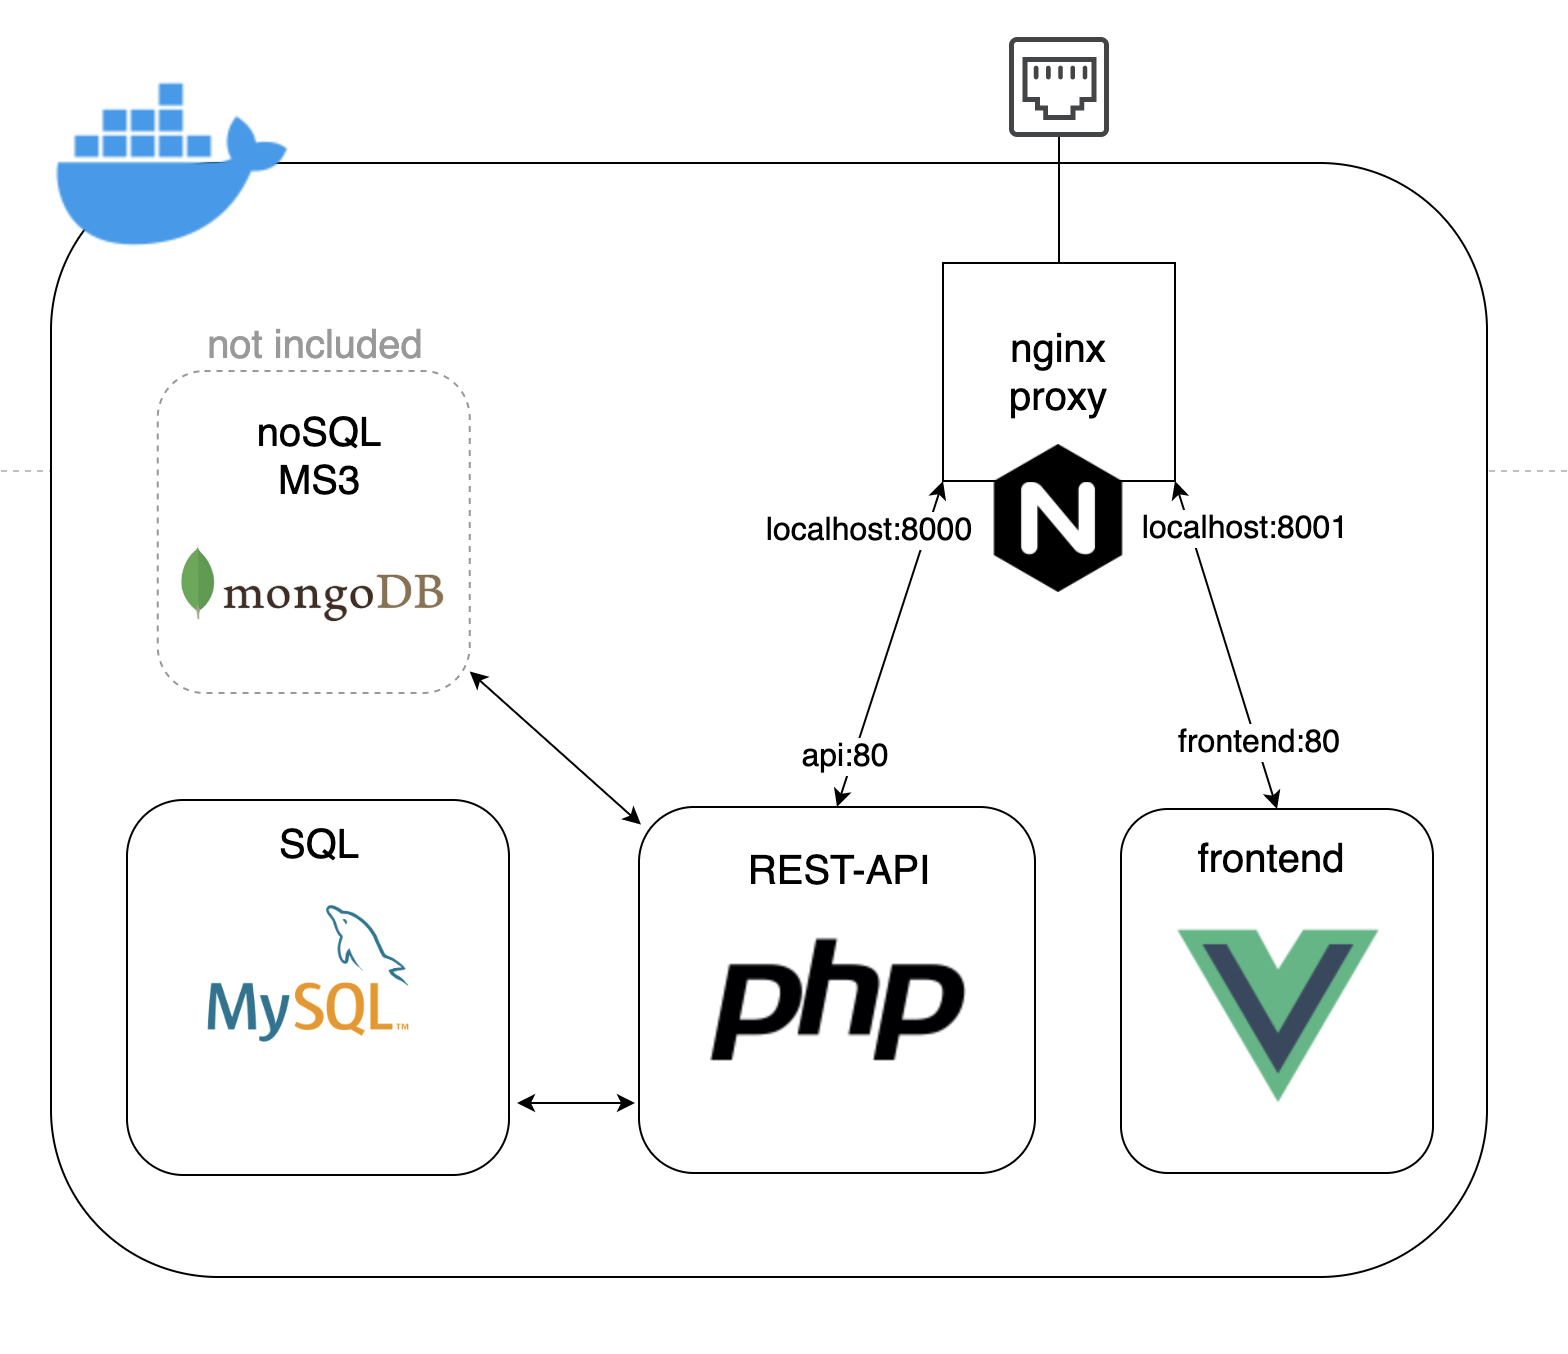 nginx
proxy
not included
noSQL
MS3
mongoDB
localhost:8000
N
localhost:8001
api:80
frontend:80
SQL
MySQL™
REST-API
php
frontend